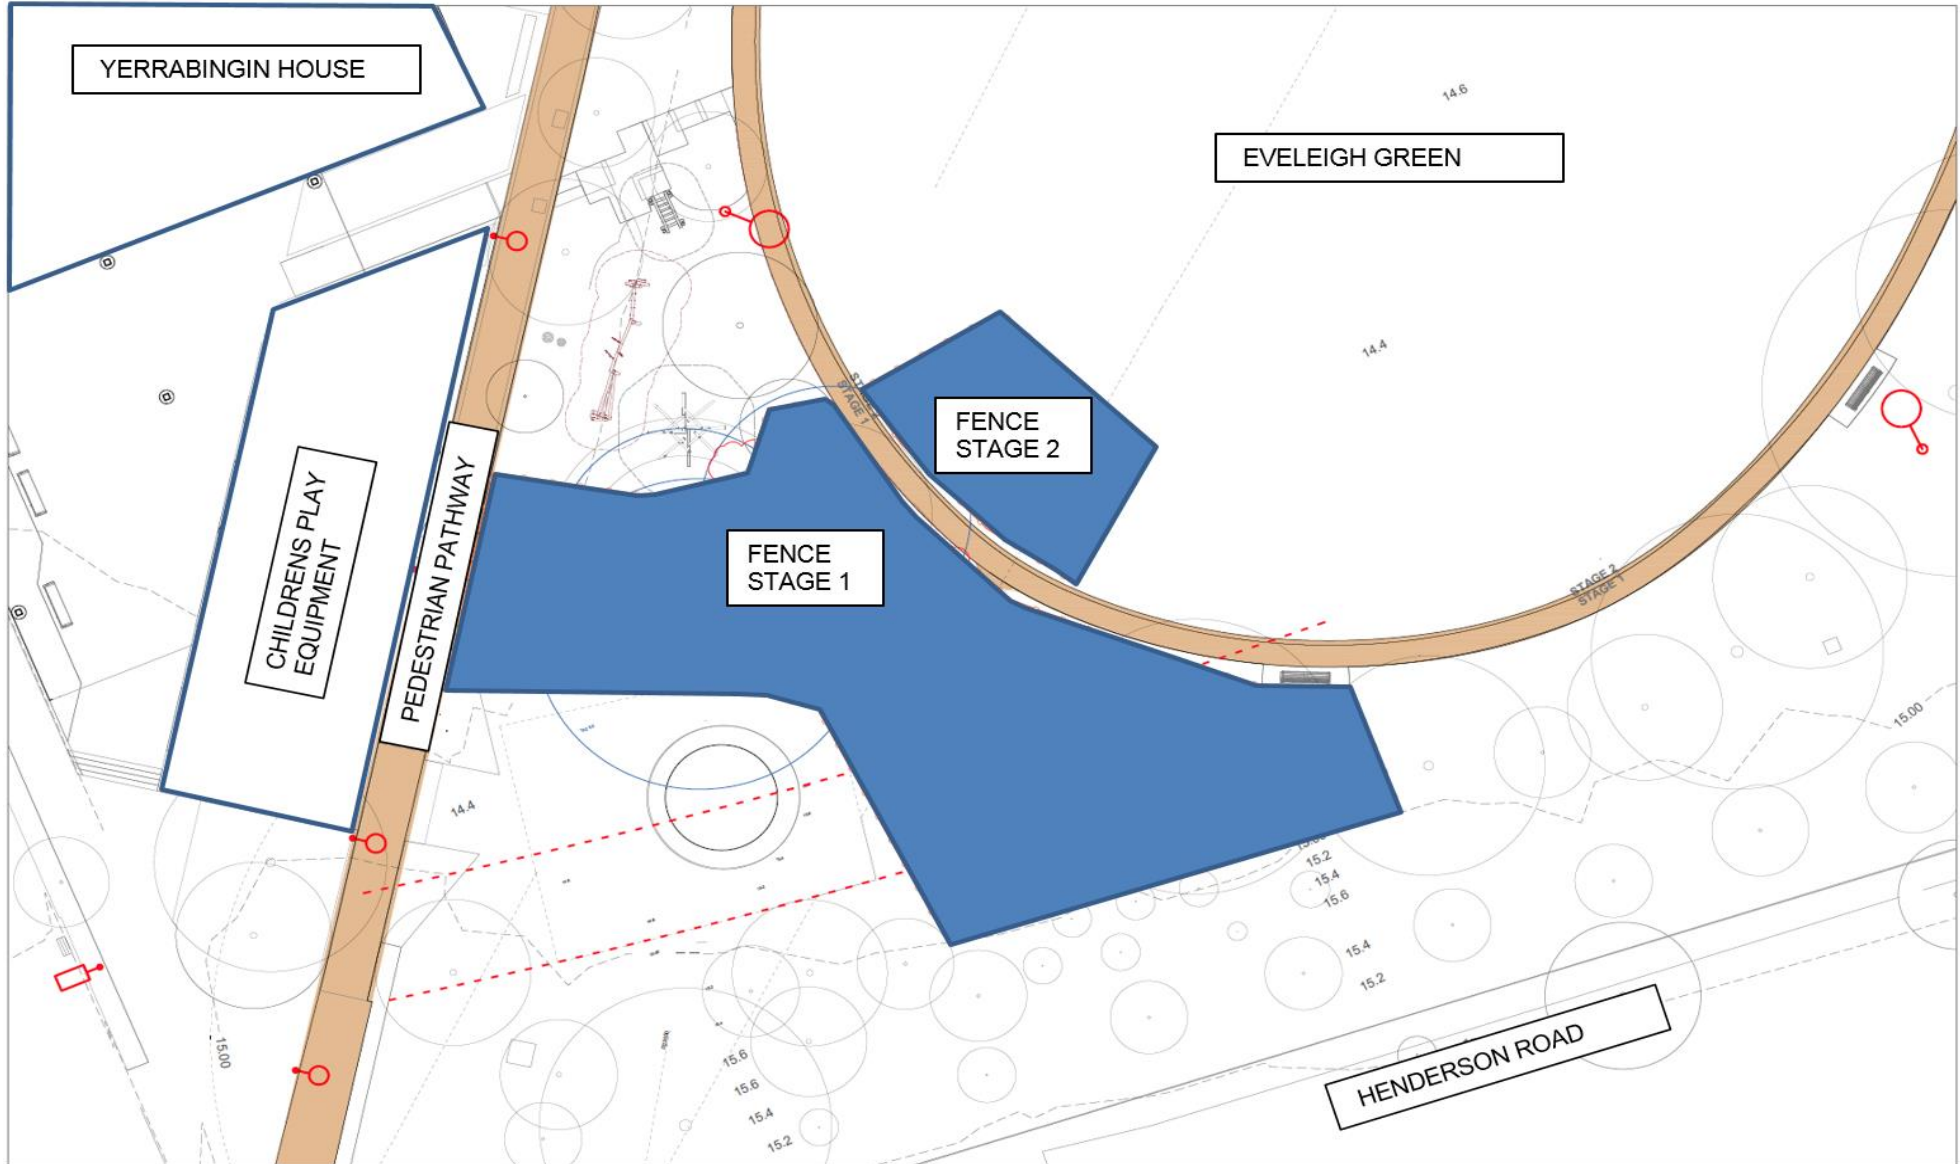 YERRABINGIN HOUSE
14.6
EVELEIGH GREEN
14.4
STAGE 2
STAGE 1
FENCE
STAGE 2
CHILDRENS PLAY
EQUIPMENT
PEDESTRIAN PATHWAY
FENCE
STAGE 1
STAGE 2
STAGE 1
15.00
14.4
15.2
15.4
15.6
15.4
15.2
15.00
15.6
15.6
15.4
15.2
HENDERSON ROAD